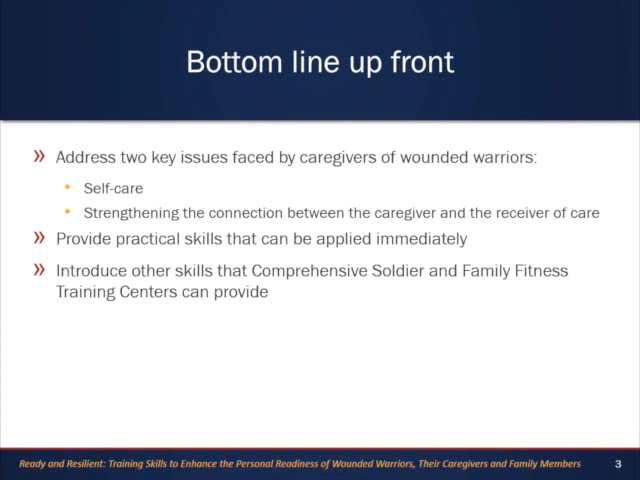 Bottom line up front
» Address two key issues faced by caregivers of wounded warriors:
• Self-care
• Strengthening the connection between the caregiver and the receiver of care
» Provide practical skills that can be applied immediately
» Introduce other skills that Comprehensive Soldier and Family Fitness
Training Centers can provide
Ready and Resilient: Training Skills to Enhance the Personal Readiness of Wounded Warriors, Their Caregivers and Family Members
3